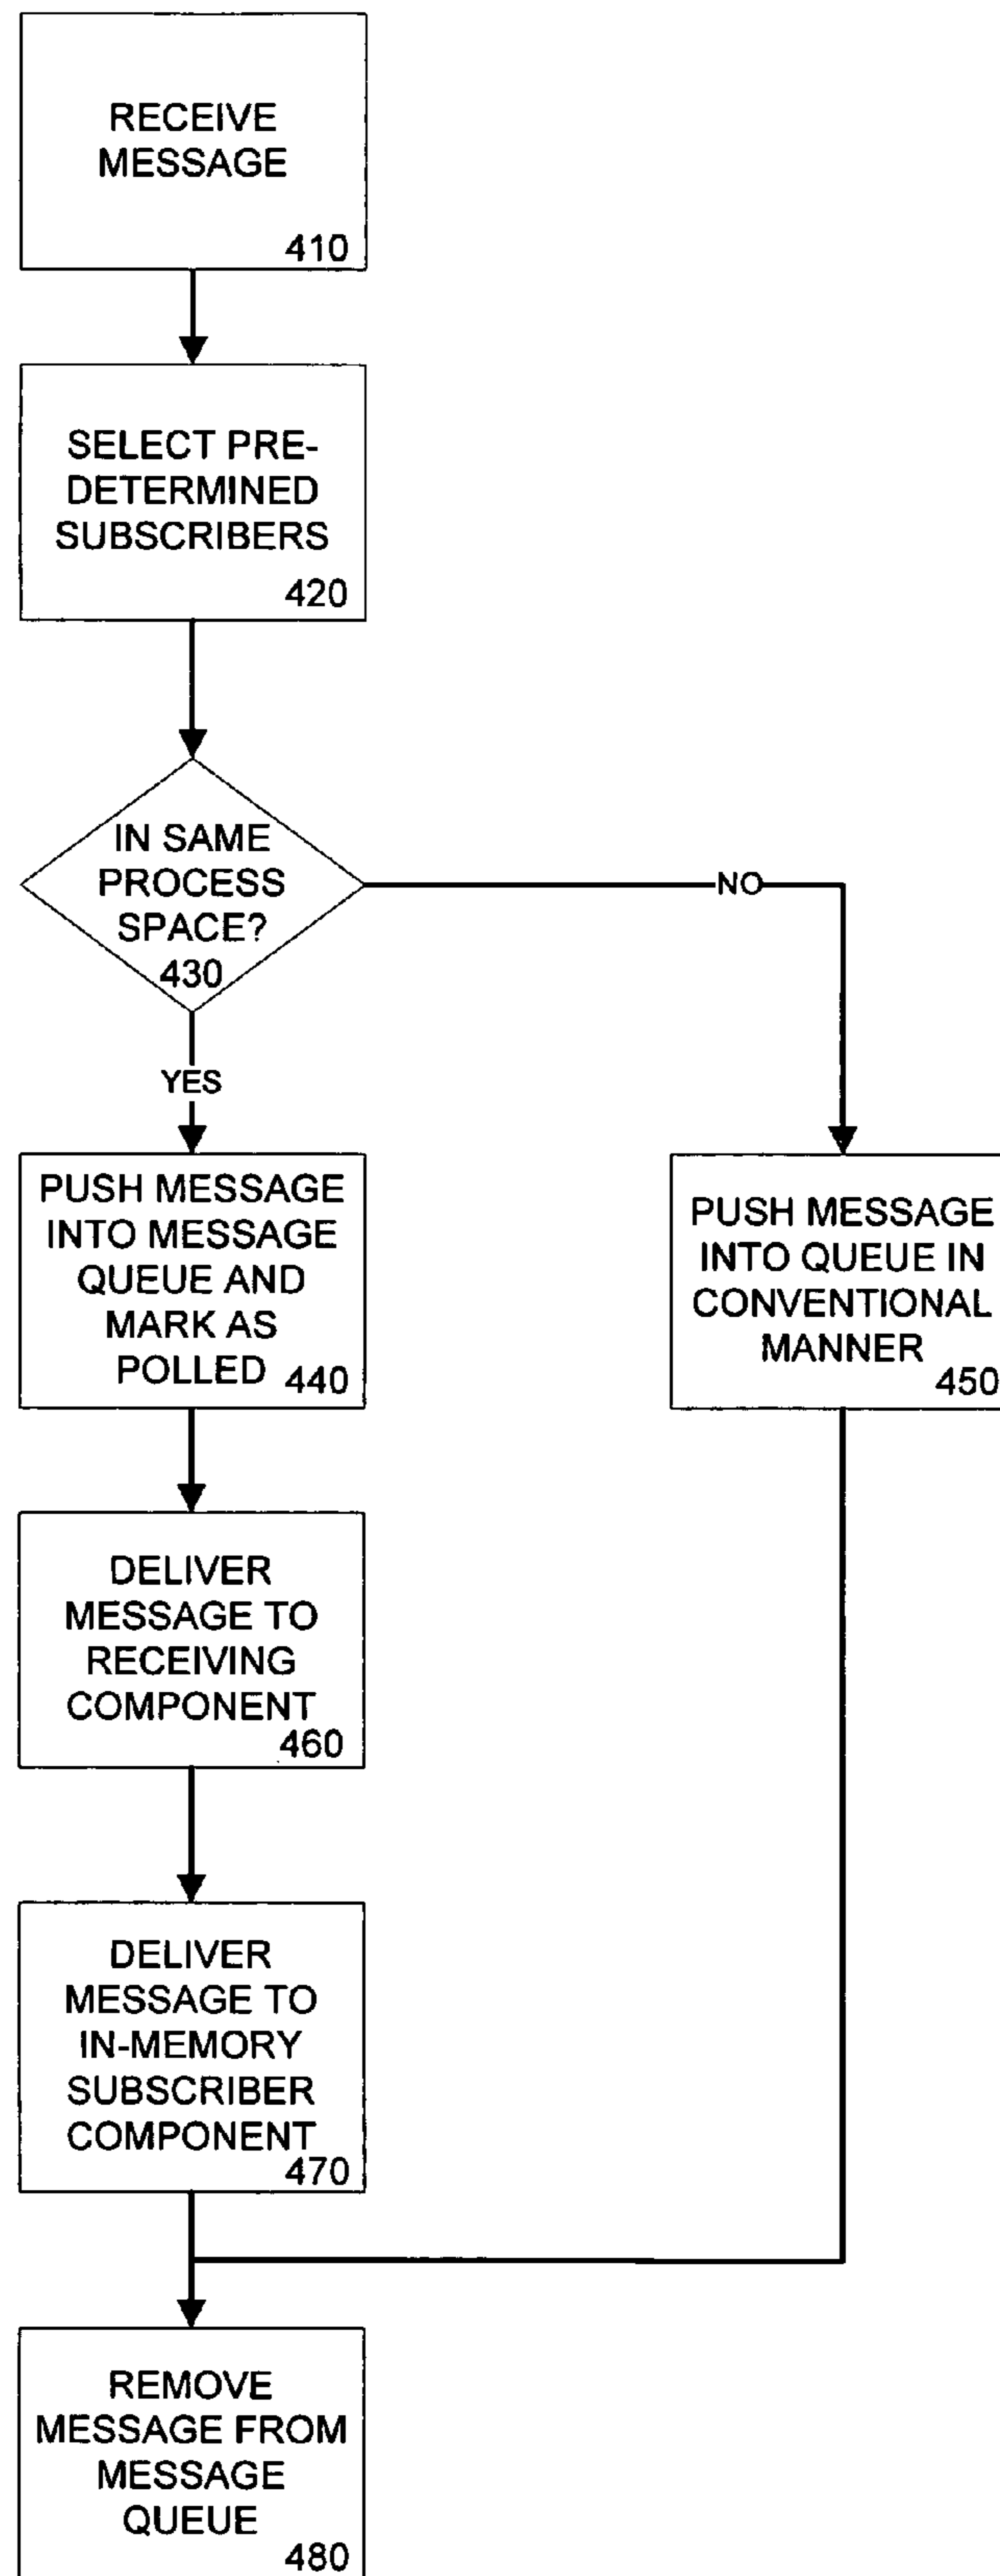 RECEIVE
MESSAGE
410
SELECT PRE-
DETERMINED
SUBSCRIBERS
420
IN SAME
PROCESS
SPACE?
430
NO
YES
PUSH MESSAGE
INTO MESSAGE
QUEUE AND
MARK AS
POLLED 440
PUSH MESSAGE
INTO QUEUE IN
CONVENTIONAL
MANNER
450
DELIVER
MESSAGE TO
RECEIVING
COMPONENT
460
DELIVER
MESSAGE TO
IN-MEMORY
SUBSCRIBER
COMPONENT
470
REMOVE
MESSAGE FROM
MESSAGE
QUEUE
480